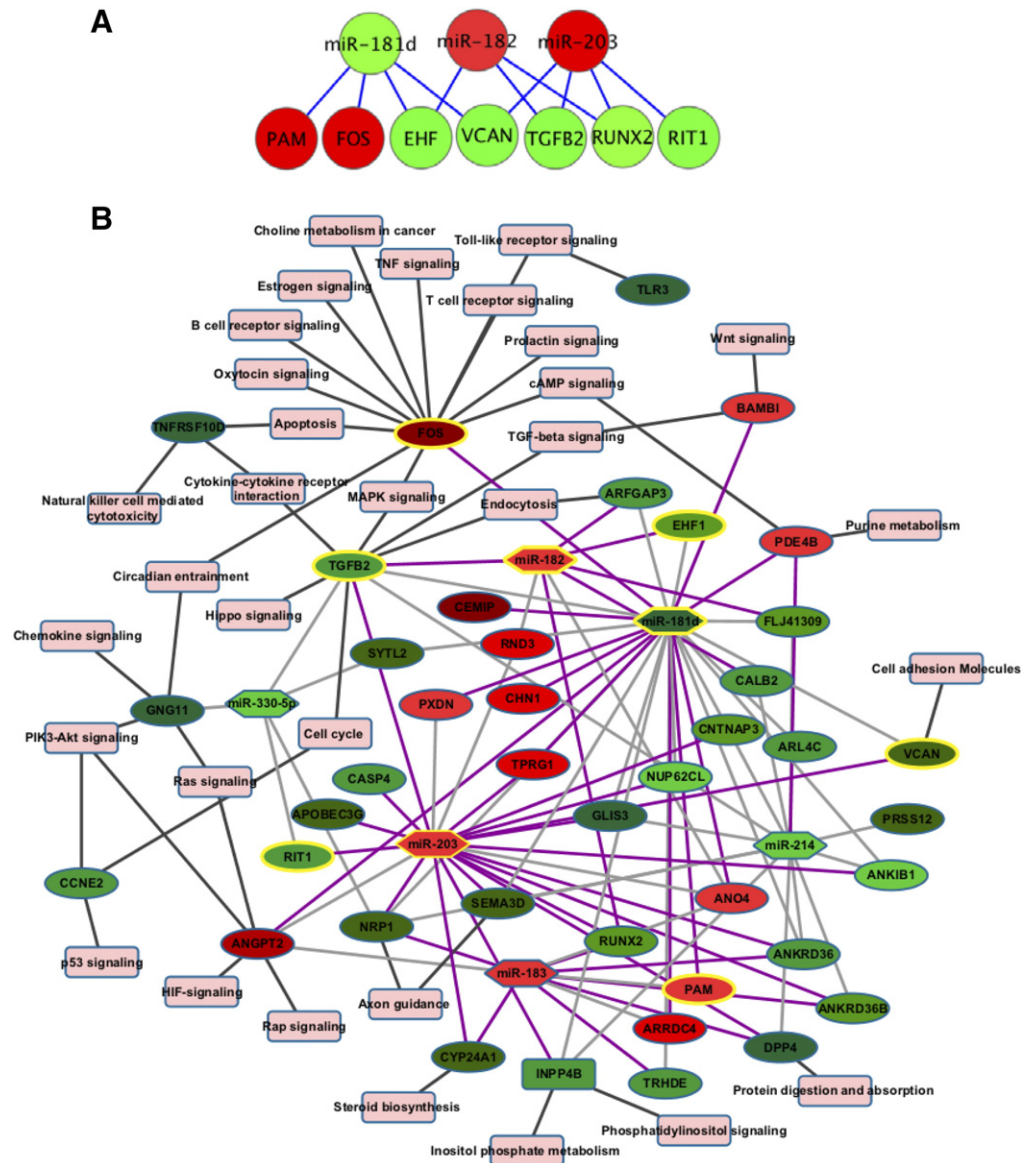 A
miR-181d
miR-182
miR-203
PAM
FOS
EHF
VCAN
TGFB2
RUNX2
RIT1
B
Choline metabolism in cancer
Toll-like receptor signaling
TNF signaling
Estrogen signaling
TLR3
T cell receptor signaling
B cell receptor signaling
Prolactin signaling
Wnt signaling
Oxytocin signaling
cAMP signaling
BAMBI
TNFRSF10D
Apoptosis
FOS
TGF-beta signaling
Cytokine-cytokine receptor
interaction
Natural killer cell mediated
cytotoxicity
MAPK signaling
Endocytosis
ARFGAP3
EHF1
PDE4B
Purine metabolism
Circadian entrainment
TGFB2
miR-182
Hippo signaling
CEMIP
miR-181d
FLJ41309
Chemokine signaling
SYTL2
RND3
Cell adhesion Molecules
CALB2
GNG11
miR-330-5p
PXDN
CHN1
PIK3-Akt signaling
Cell cycle
CNTNAP3
ARL4C
VCAN
Ras signaling
CASP4
TPRG1
NUP62CL
APOBEC3G
GLIS3
PRSS12
RIT1
miR-203
miR-214
CCNE2
ANKIB1
SEMA3D
ANO4
NRP1
RUNX2
ANGPT2
ANKRD36
p53 signaling
miR-183
HIF-signaling
PAM
Axon guidance
ANKRD36B
Rap signaling
ARRDC4
DPP4
CYP24A1
INPP4B
TRHDE
Protein digestion and absorption
Steroid biosynthesis
Phosphatidylinositol signaling
Inositol phosphate metabolism